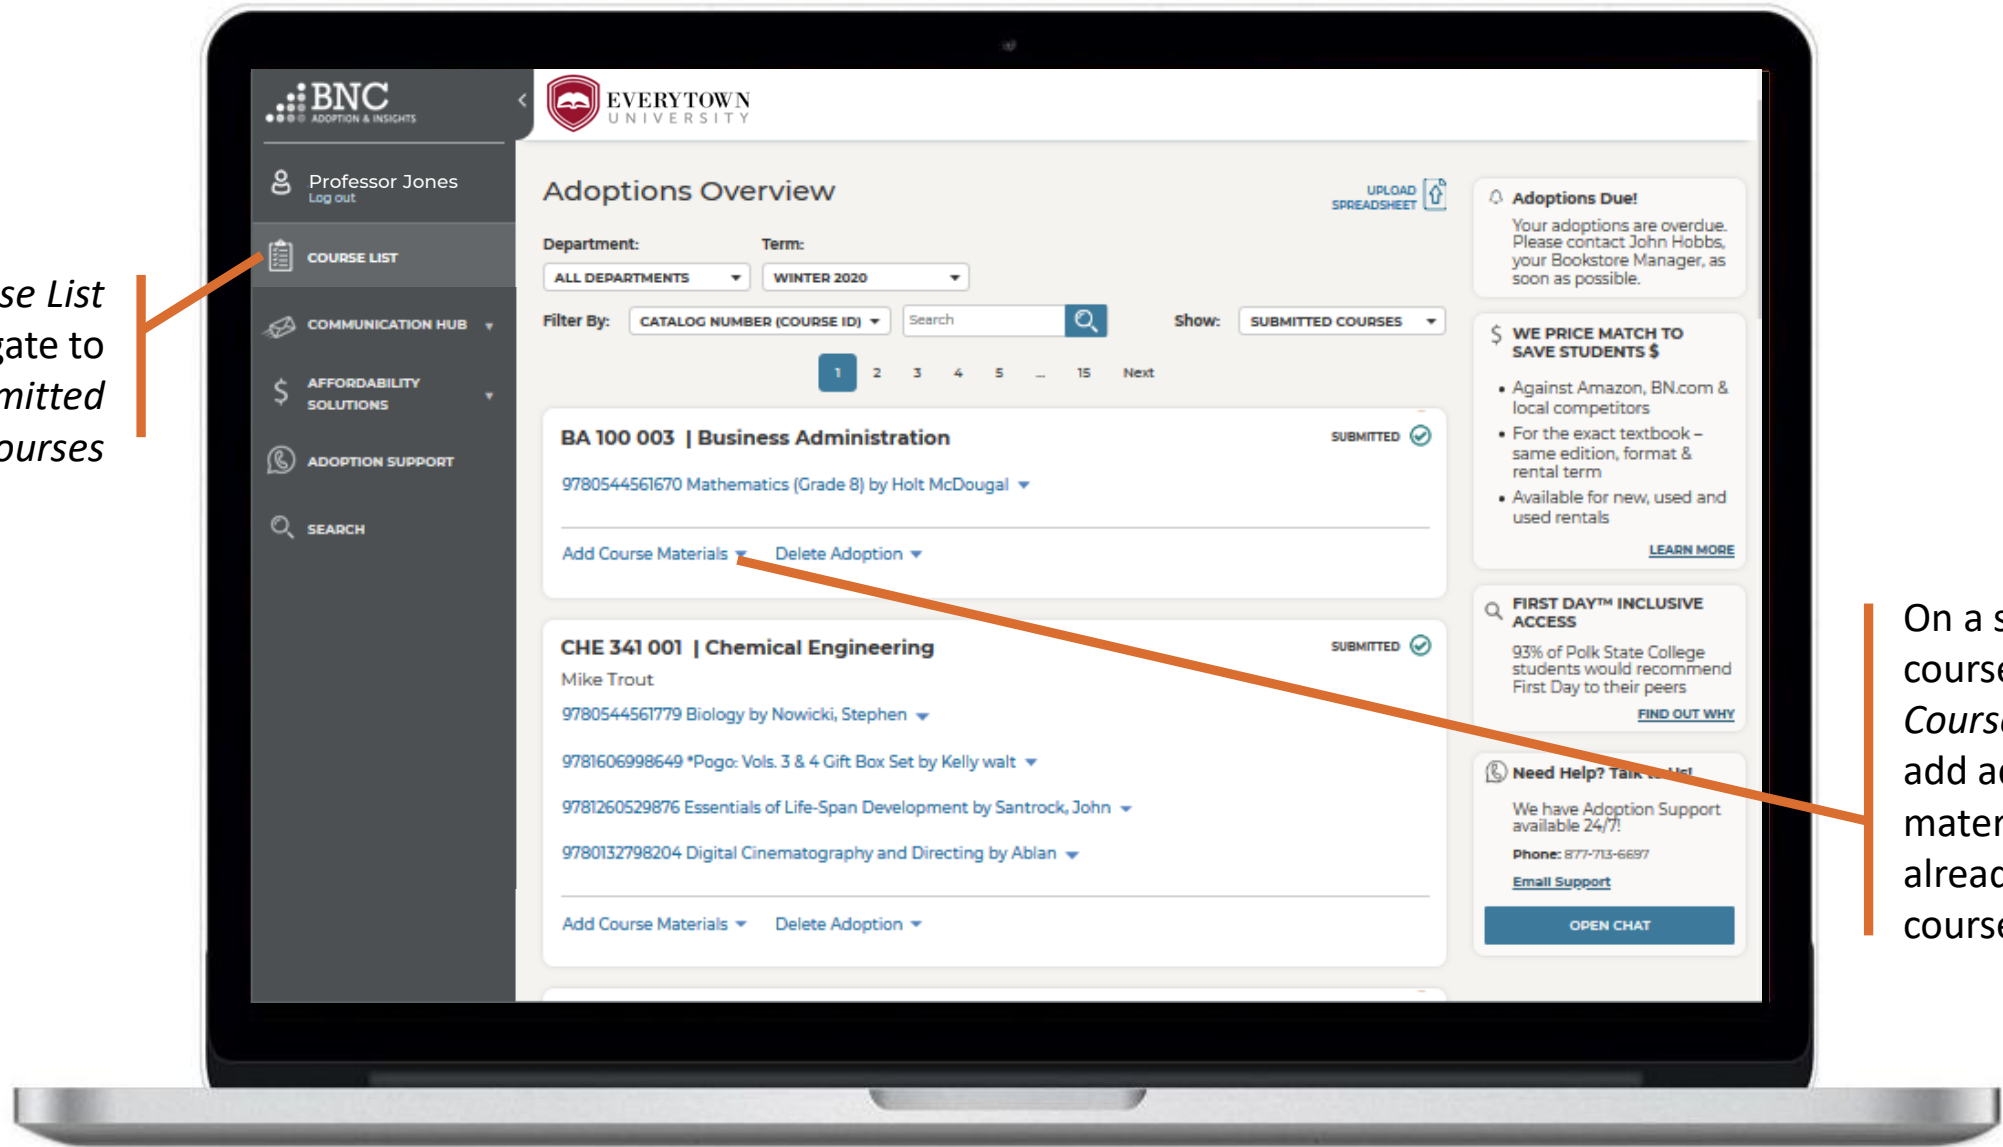 se List
gate to
mitted
ourses
BNC
ADOPTION & INSIGHTS
Professor Jones
Log out
COURSE LIST
COMMUNICATION HUB
AFFORDABILITY
SOLUTIONS
ADOPTION SUPPORT
SEARCH
EVERYTOWN
UNIVERSITY
Adoptions Overview
UPLOAD
SPREADSHEET
Department: Term:
ALL DEPARTMENTS WINTER 2020
Filter By: CATALOG NUMBER (COURSE ID) Search Show: SUBMITTED COURSES
1 2 3 4 5 ... 15 Next
BA 100 003 | Business Administration SUBMITTED
9780544561670 Mathematics (Grade 8) by Holt McDougal
Add Course Materials Delete Adoption
CHE 341 001 | Chemical Engineering SUBMITTED
Mike Trout
9780544561779 Biology by Nowicki, Stephen
9781606998649 *Pogo: Vols. 3 & 4 Gift Box Set by Kelly walt
9781260529876 Essentials of Life-Span Development by Santrock, John
9780132798204 Digital Cinematography and Directing by Ablan
Add Course Materials Delete Adoption
Adoptions Due!
Your adoptions are overdue.
Please contact John Hobbs,
your Bookstore Manager, as
soon as possible.
$ WE PRICE MATCH TO
SAVE STUDENTS $
• Against Amazon, BN.com &
local competitors
• For the exact textbook –
same edition, format &
rental term
• Available for new, used and
used rentals
LEARN MORE
FIRST DAY™ INCLUSIVE
ACCESS
93% of Polk State College
students would recommend
First Day to their peers
FIND OUT WHY
Need Help? Talk to Us!
We have Adoption Support
available 24/7!
Phone: 877-713-6697
Email Support
OPEN CHAT
On a s
course
Course
add ad
mater
alread
course